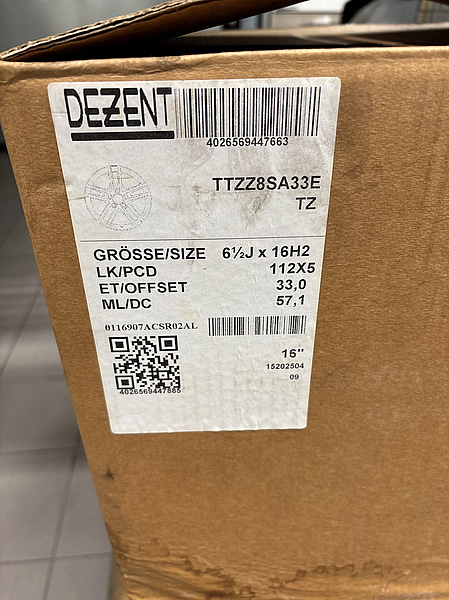 DEZENT
4026569447663
TTZZ8SA33E
TZ
GRÖSSE/SIZE 6½J x 16H2
LK/PCD 112X5
ET/OFFSET 33,0
ML/DC 57,1
0116907ACSR02AL
16"
15202504
09
4026569447885